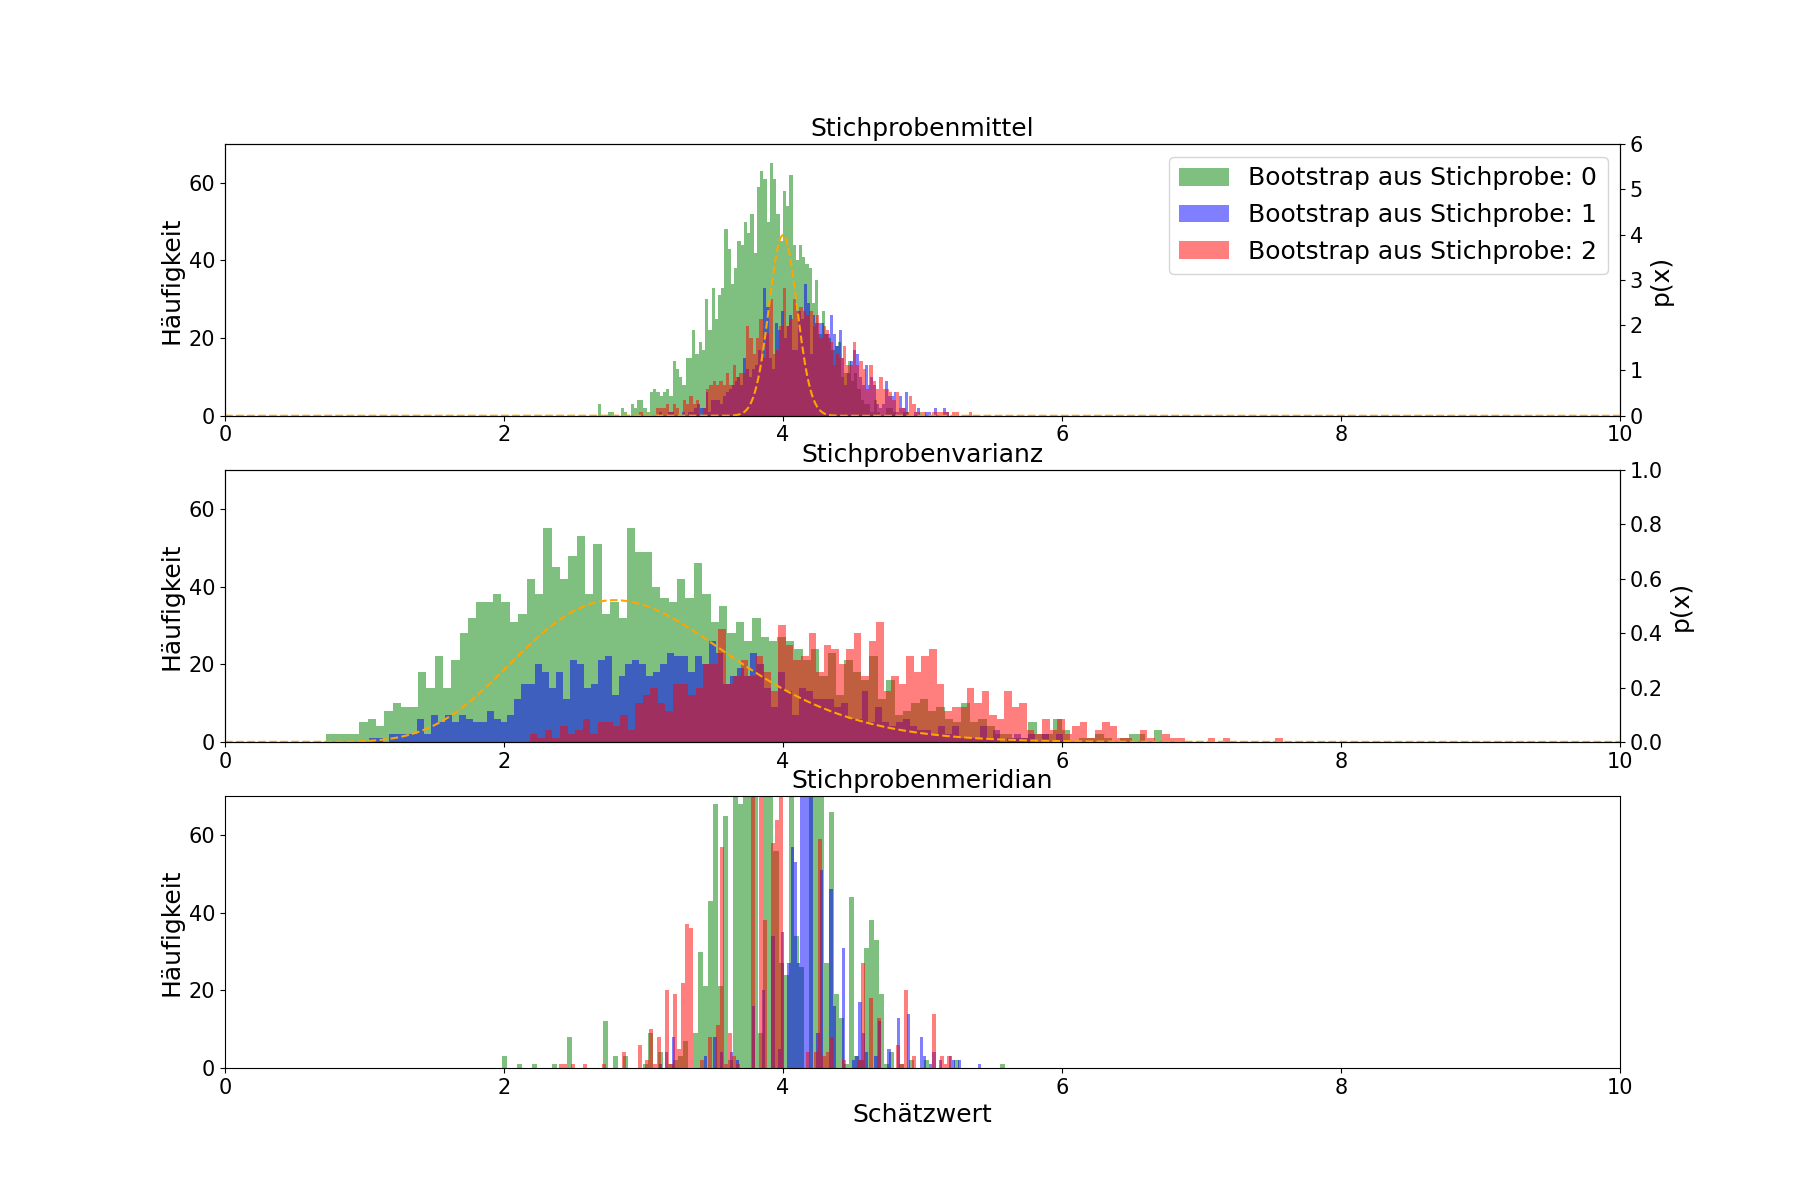 Stichprobenmittel
Häufigkeit
60
40
20
0
0 2 4 6 8 10
6
5
4
3
2
1
0
p(x)
Bootstrap aus Stichprobe: 0
Bootstrap aus Stichprobe: 1
Bootstrap aus Stichprobe: 2
Stichprobenvarianz
Häufigkeit
60
40
20
0
0 2 4 6 8 10
1.0
0.8
0.6
0.4
0.2
0.0
p(x)
Stichprobenmeridian
Häufigkeit
60
40
20
0
0 2 4 6 8 10
Schätzwert